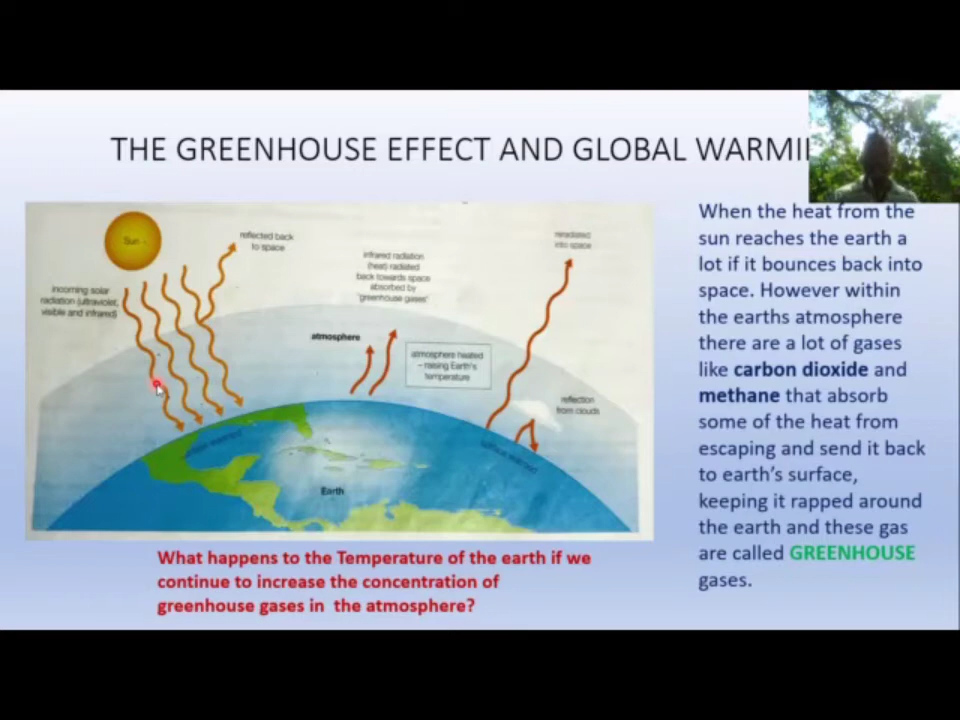 THE GREENHOUSE EFFECT AND GLOBAL
Sun
reflected back
to space
incoming solar
radiation (ultraviolet,
visible and infrared)
infrared radiation
(heat) radiated
back towards space
absorbed by
'greenhouse gases'
reradiated
into space
atmosphere
atmosphere heated
– raising Earth's
temperature
reflection
from clouds
surface warmed
Earth
When the heat from the
sun reaches the earth a
lot if it bounces back into
space. However within
the earths atmosphere
there are a lot of gases
like carbon dioxide and
methane that absorb
some of the heat from
escaping and send it back
to earth's surface,
keeping it rapped around
the earth and these gas
are called GREENHOUSE
gases.
What happens to the Temperature of the earth if we
continue to increase the concentration of
greenhouse gases in the atmosphere?